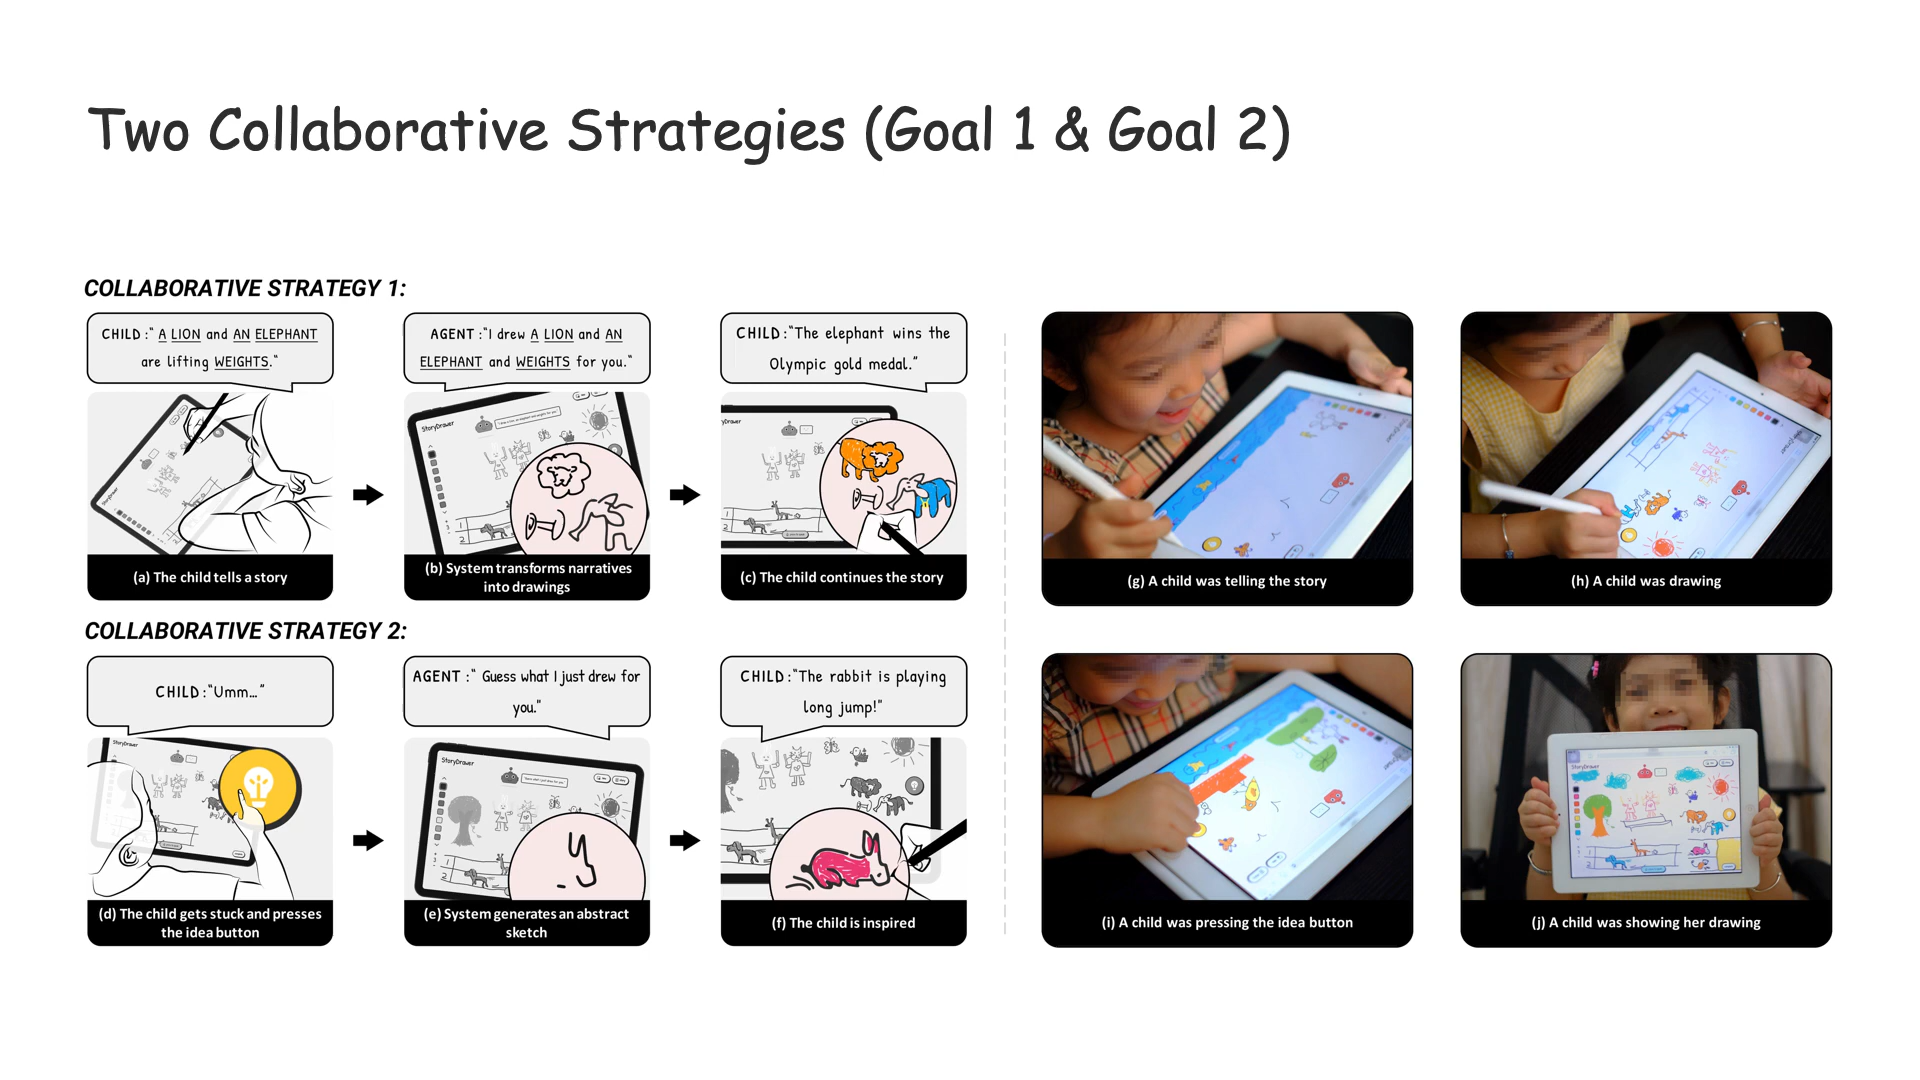 Two Collaborative Strategies (Goal 1 & Goal 2)
COLLABORATIVE STRATEGY 1:
CHILD:“ A LION and AN ELEPHANT
are lifting WEIGHTS.“
AGENT:“I drew A LION and AN
ELEPHANT and WEIGHTS for you.“
CHILD:“The elephant wins the
Olympic gold medal.”
(a) The child tells a story
StoryDrawer
(b) System transforms narratives
into drawings
(c) The child continues the story
(g) A child was telling the story
(h) A child was drawing
COLLABORATIVE STRATEGY 2:
CHILD:“Umm…”
AGENT :“ Guess what I just drew for
you.”
CHILD:“The rabbit is playing
long jump!”
StoryDrawer
StoryDrawer
(d) The child gets stuck and presses
the idea button
(e) System generates an abstract
sketch
(f) The child is inspired
(i) A child was pressing the idea button
StoryDrawer
(j) A child was showing her drawing